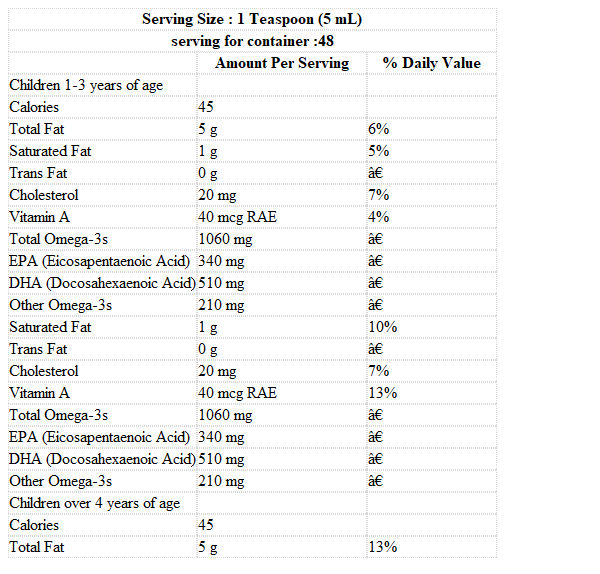 Serving Size : 1 Teaspoon (5 mL)
serving for container :48
Amount Per Serving % Daily Value
Children 1-3 years of age
Calories 45
Total Fat 5 g 6%
Saturated Fat 1 g 5%
Trans Fat 0 g â€
Cholesterol 20 mg 7%
Vitamin A 40 mcg RAE 4%
Total Omega-3s 1060 mg â€
EPA (Eicosapentaenoic Acid) 340 mg â€
DHA (Docosahexaenoic Acid) 510 mg â€
Other Omega-3s 210 mg â€
Saturated Fat 1 g 10%
Trans Fat 0 g â€
Cholesterol 20 mg 7%
Vitamin A 40 mcg RAE 13%
Total Omega-3s 1060 mg â€
EPA (Eicosapentaenoic Acid) 340 mg â€
DHA (Docosahexaenoic Acid) 510 mg â€
Other Omega-3s 210 mg â€
Children over 4 years of age
Calories 45
Total Fat 5 g 13%